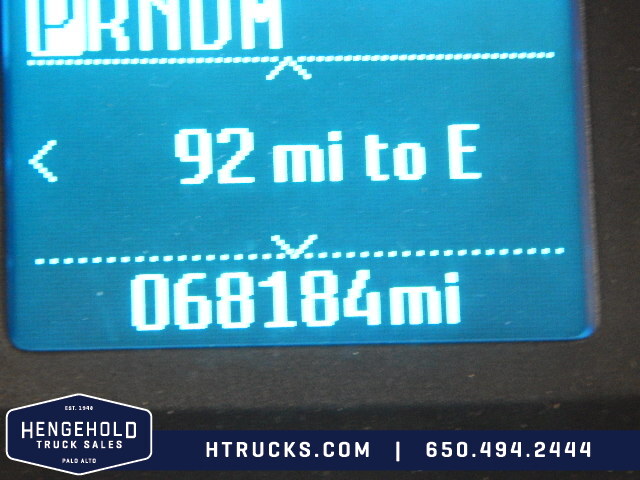 PRNDM
92 mi to E
068184mi
EST. 1948
HENGEHOLD
TRUCK SALES
PALO ALTO
HTRUCKS.COM | 650.494.2444